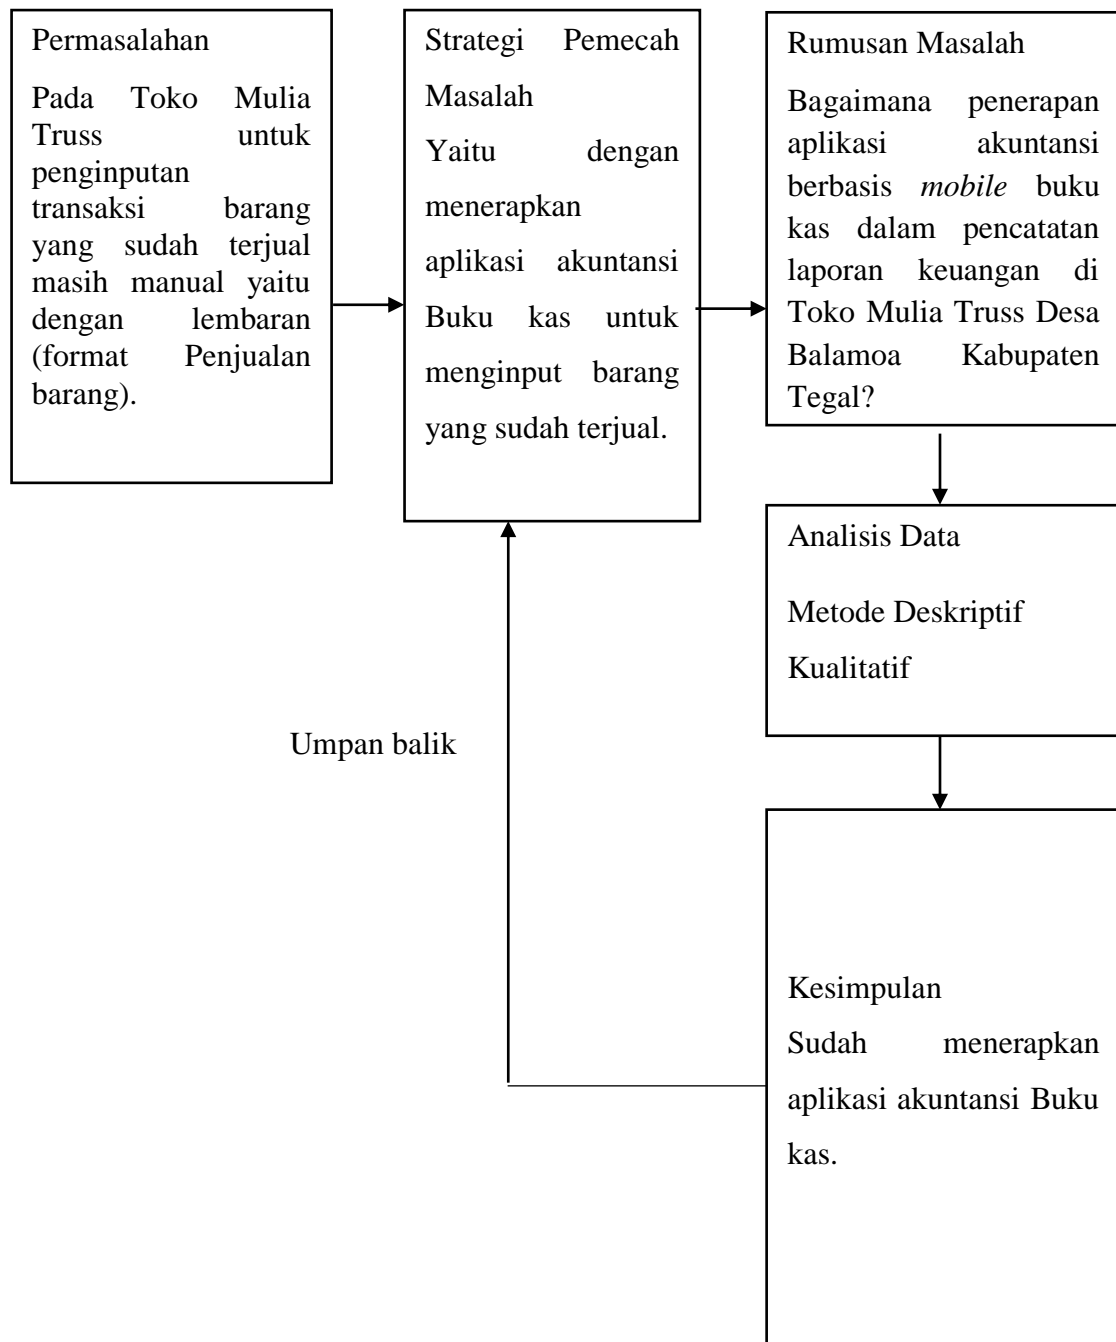 Permasalahan
Pada Toko Mulia
Truss untuk
penginputan
transaksi barang
yang sudah terjual
masih manual yaitu
dengan lembaran
(format Penjualan
barang).
Strategi Pemecah
Masalah
Yaitu dengan
menerapkan
aplikasi akuntansi
Buku kas untuk
menginput barang
yang sudah terjual.
Rumusan Masalah
Bagaimana penerapan
aplikasi akuntansi
berbasis mobile buku
kas dalam pencatatan
laporan keuangan di
Toko Mulia Truss Desa
Balamoa Kabupaten
Tegal?
Analisis Data
Metode Deskriptif
Kualitatif
Umpan balik
Kesimpulan
Sudah menerapkan
aplikasi akuntansi Buku
kas.